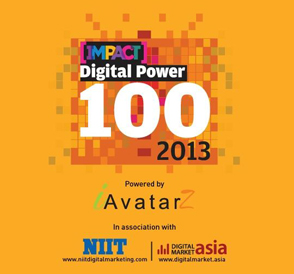 [IMPACT]
Digital Power
100
2013
Powered by
iAvatarZ
In association with
NIIT
www.niitdigitalmarketing.com
DIGITAL MARKET asia
www.digitalmarket.asia